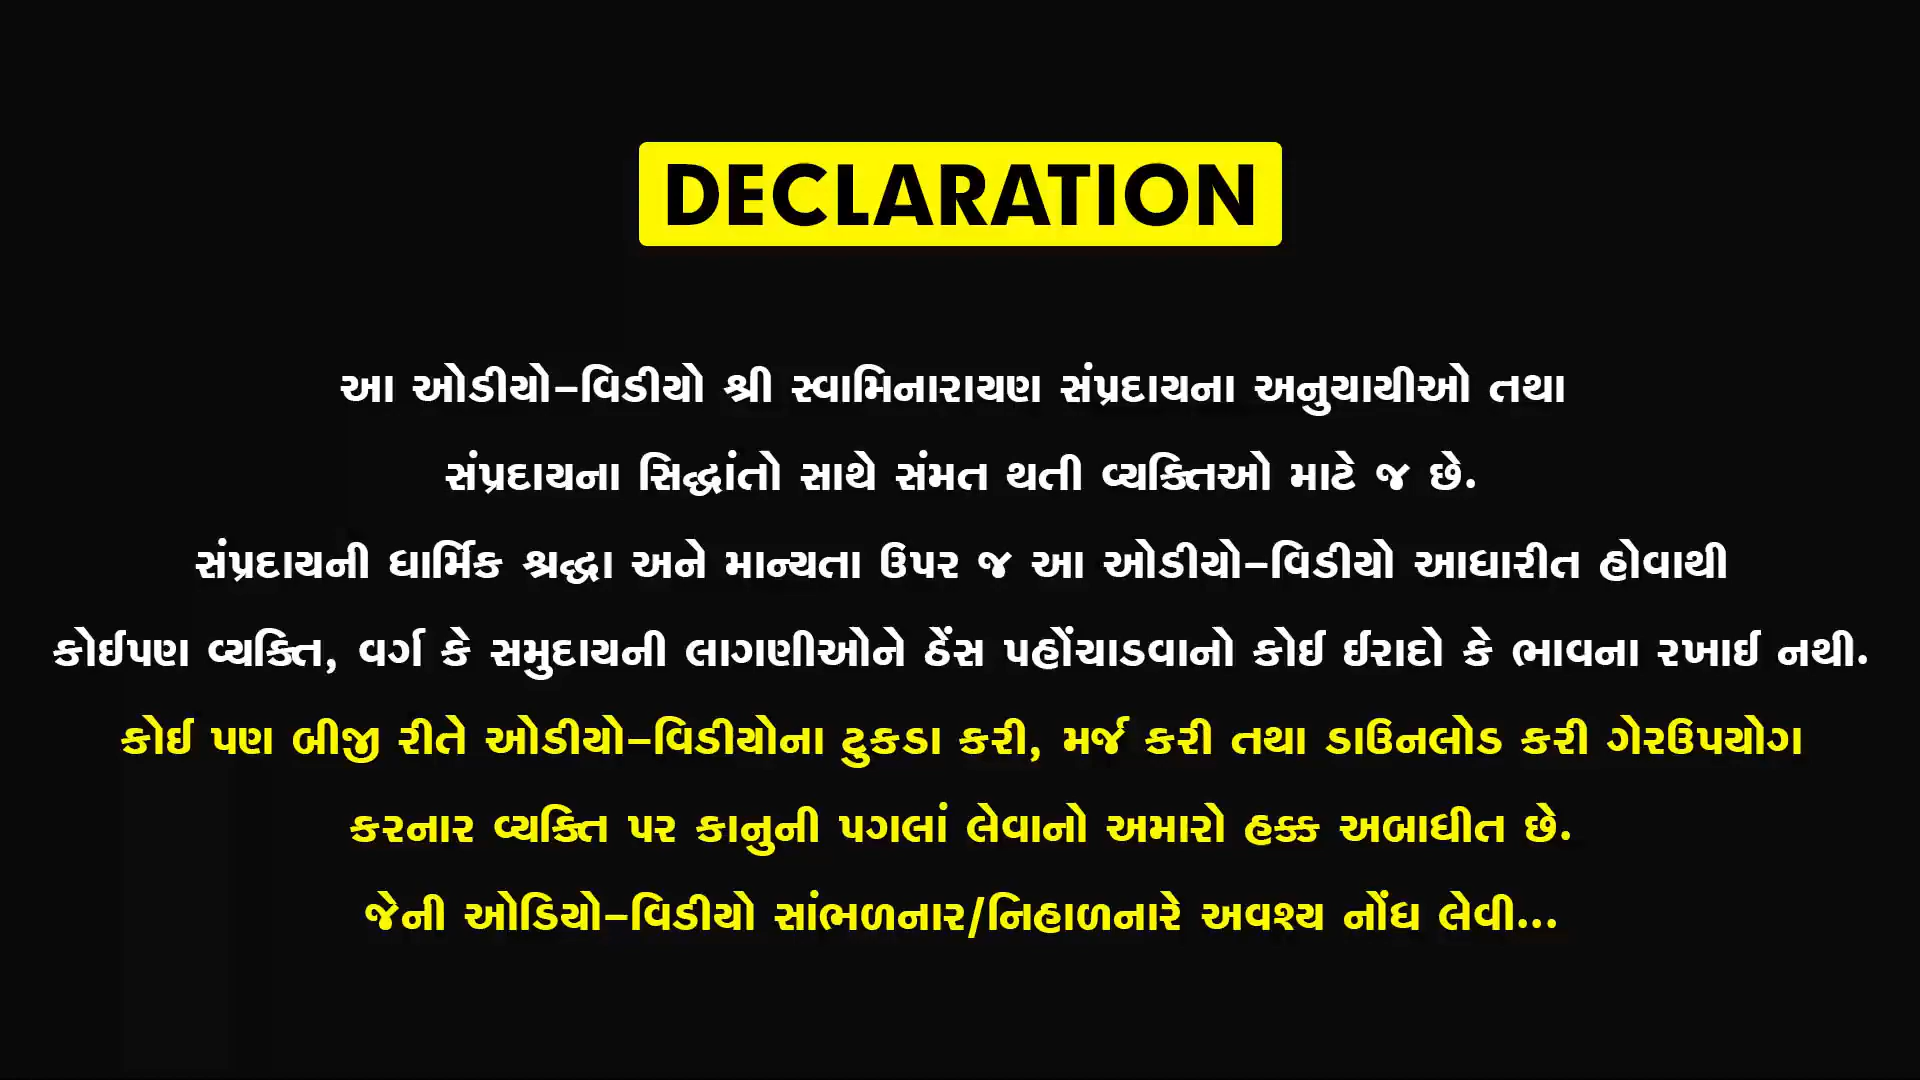 DECLARATION
આ ઓડીયો-વિડીયો શ્રી સ્વામિનારાયણ સંપ્રદાયના અનુયાયીઓ તથા
સંપ્રદાયના સિદ્ધાંતો સાથે સંમત થતી વ્યક્તિઓ માટે જ છે.
સંપ્રદાયની ધાર્મિક શ્રદ્ધા અને માન્યતા ઉપર જ આ ઓડીયો-વિડીયો આધારીત હોવાથી
કોઈપણ વ્યક્તિ, વર્ગ કે સમુદાયની લાગણીઓને ઠેંસ પહોંચાડવાનો કોઈ ઈરાદો કે ભાવના રખાઈ નથી.
કોઈ પણ બીજી રીતે ઓડીયો-વિડીયોના ટુકડા કરી, મર્જ કરી તથા ડાઉનલોડ કરી ગેરઉપયોગ
કરનાર વ્યક્તિ પર કાનુની પગલાં લેવાનો અમારો હક્ક અબાધીત છે.
જેની ઓડિયો-વિડીયો સાંભળનાર/નિહાળનારે અવશ્ય નોંધ લેવી...